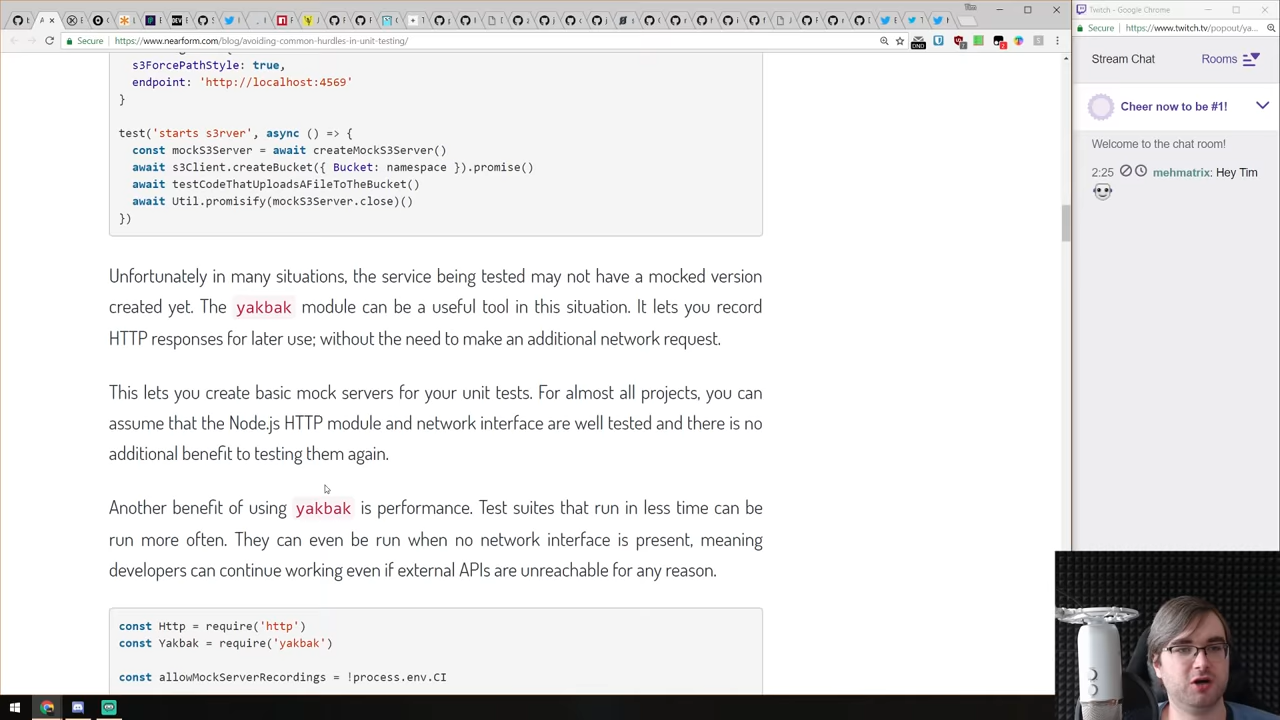 Tim
Secure
https://www.nearform.com/blog/avoiding-common-hurdles-in-unit-testing/
s3ForcePathStyle: true,
endpoint: 'http://localhost:4569'
}
test('starts s3rver', async () => {
const mockS3Server = await createMockS3Server()
await s3Client.createBucket({ Bucket: namespace }).promise()
await testCodeThatUploadsAFileToTheBucket()
await Util.promisify(mockS3Server.close)()
})
Unfortunately in many situations, the service being tested may not have a mocked version
created yet. The yakbak module can be a useful tool in this situation. It lets you record
HTTP responses for later use; without the need to make an additional network request.
This lets you create basic mock servers for your unit tests. For almost all projects, you can
assume that the Node.js HTTP module and network interface are well tested and there is no
additional benefit to testing them again.
Another benefit of using yakbak is performance. Test suites that run in less time can be
run more often. They can even be run when no network interface is present, meaning
developers can continue working even if external APIs are unreachable for any reason.
const Http = require('http')
const Yakbak = require('yakbak')
const allowMockServerRecordings = !process.env.CI
Twitch - Google Chrome
Secure
https://www.twitch.tv/popout/ya...
Stream Chat
Rooms
Cheer now to be #1!
Welcome to the chat room!
2:25 mehmatrix: Hey Tim